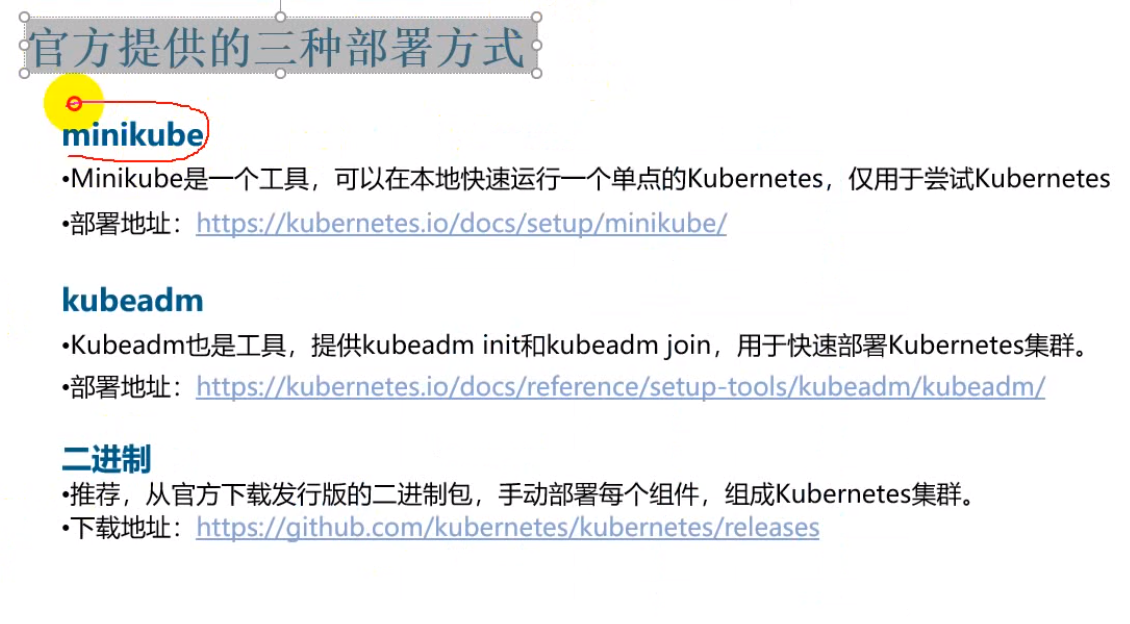 官方提供的三种部署方式
minikube
•Minikube是一个工具，可以在本地快速运行一个单点的Kubernetes，仅用于尝试Kubernetes
•部署地址：https://kubernetes.io/docs/setup/minikube/
kubeadm
•Kubeadm也是工具，提供kubeadm init和kubeadm join，用于快速部署Kubernetes集群。
•部署地址：https://kubernetes.io/docs/reference/setup-tools/kubeadm/kubeadm/
二进制
•推荐，从官方下载发行版的二进制包，手动部署每个组件，组成Kubernetes集群。
•下载地址：https://github.com/kubernetes/kubernetes/releases